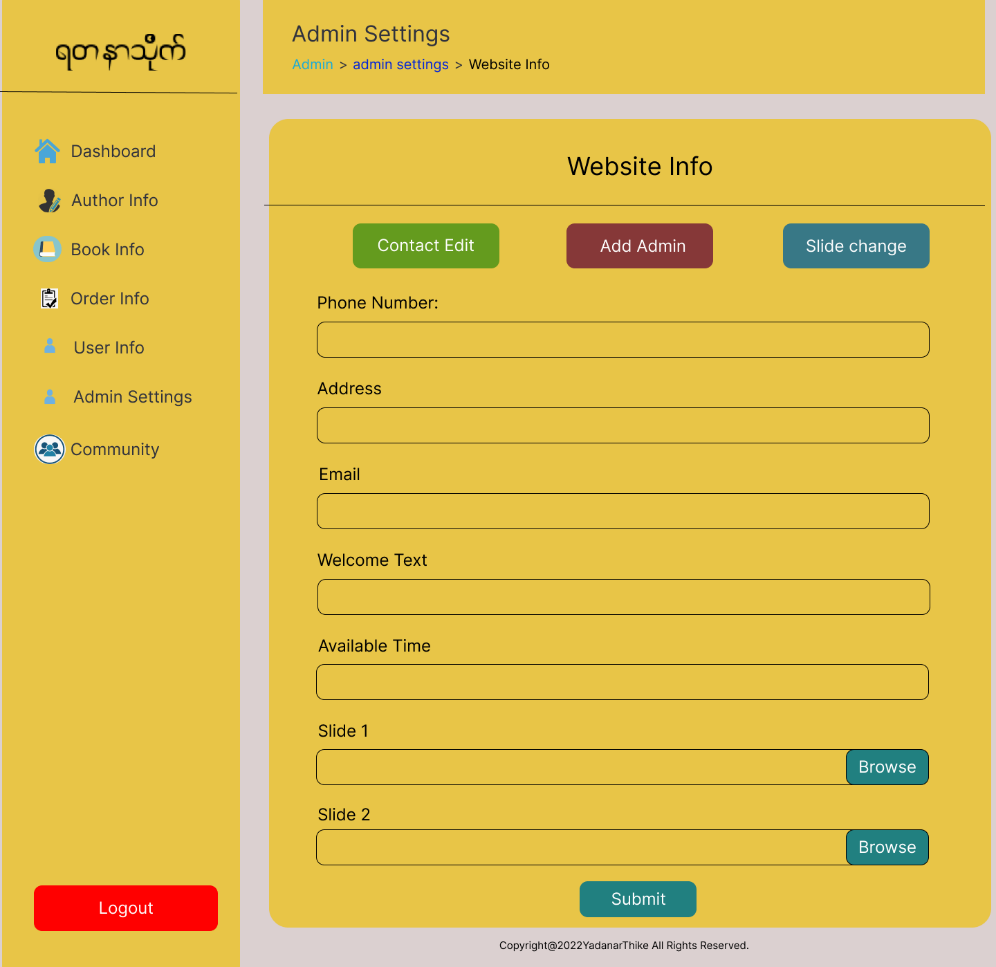 ရတနာသိုက်
Dashboard
Author Info
Book Info
Order Info
User Info
Admin Settings
Community
Logout
Admin Settings
Admin > admin settings > Website Info
Website Info
Contact Edit
Add Admin
Slide change
Phone Number:
Address
Email
Welcome Text
Available Time
Slide 1
Browse
Slide 2
Browse
Submit
Copyright@2022YadanarThike All Rights Reserved.